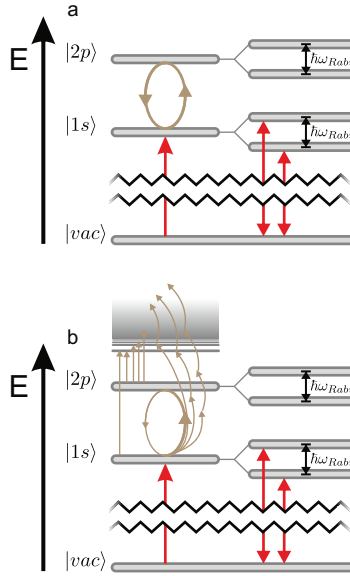 a
E
|2p⟩
ħω_Rabi
|1s⟩
ħω_Rabi
|vac⟩
b
E
|2p⟩
ħω_Rabi
|1s⟩
ħω_Rabi
|vac⟩